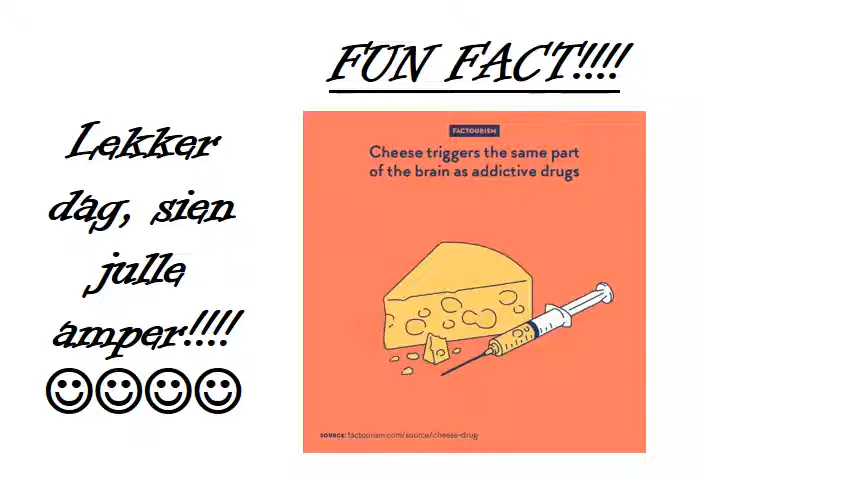 FUN FACT!!!!
Lekker
dag, sien
julle
amper!!!!
FACTOURISM
Cheese triggers the same part
of the brain as addictive drugs
SOURCE: factourism.com/source/cheese-drug